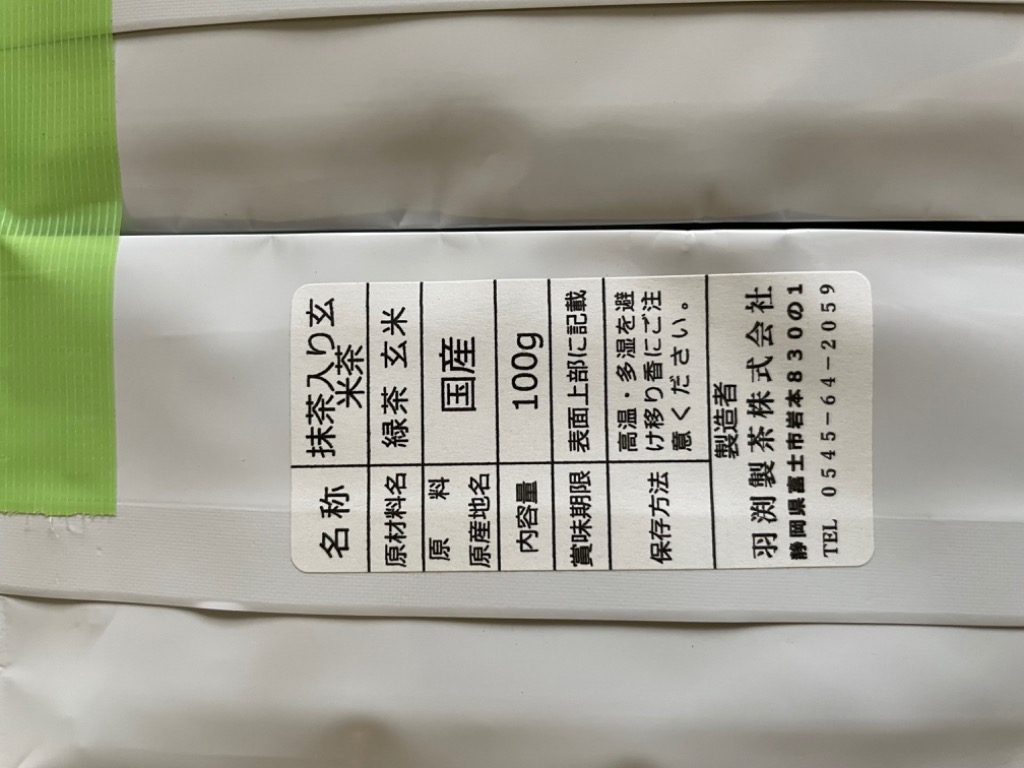 名称 抹茶入り玄
米茶
原材料名 緑茶 玄米
原料
原産地名 国産
内容量 100g
賞味期限 表面上部に記載
保存方法 高温・多湿を避
け移り香にご注
意ください。
製造者
羽渕製茶株式会社
静岡県富士市岩本830の1
TEL 0545-64-2059